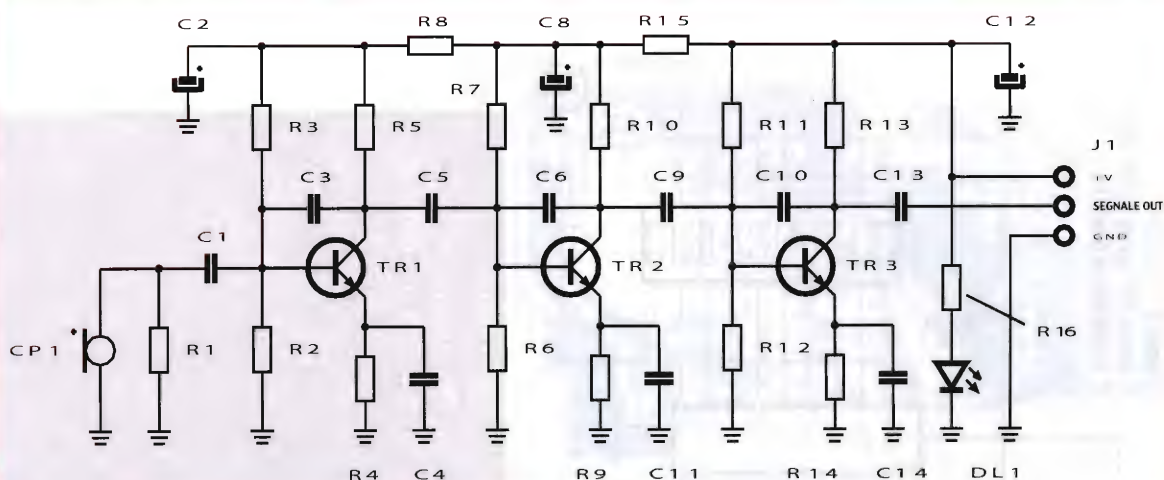 C2 R8 C8 R15 C12
R7
R3 R5 R10 R11 R13
J1
C3 C5 C6 C9 C10 C13
+V
SEGNALE OUT
C1
GND
TR1 TR2 TR3
R16
CP1 R1 R2 R6 R12
R4 C4 R9 C11 R14 C14 DL1